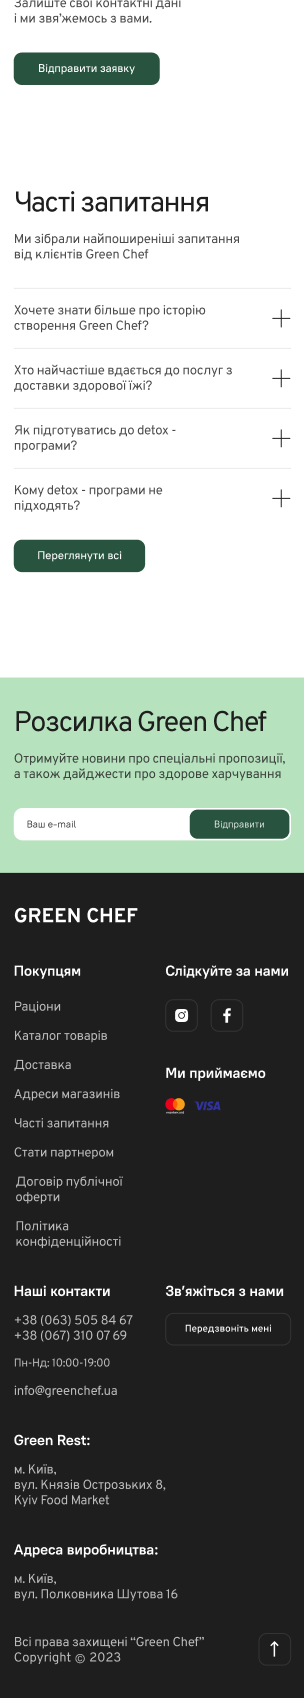 Залиште свої контактні дані
і ми зв'яжемось з вами.
Відправити заявку
Часті запитання
Ми зібрали найпоширеніші запитання
від клієнтів Green Chef
Хочете знати більше про історію
створення Green Chef?
Хто найчастіше вдається до послуг з
доставки здорової їжі?
Як підготуватись до detox -
програми?
Кому detox - програми не
підходять?
Переглянути всі
Розсилка Green Chef
Отримуйте новини про спеціальні пропозиції,
а також дайджести про здорове харчування
Ваш e-mail
Відправити
GREEN CHEF
Покупцям
Раціони
Каталог товарів
Доставка
Адреси магазинів
Часті запитання
Стати партнером
Договір публічної
оферти
Політика
конфіденційності
Слідкуйте за нами
Ми приймаємо
mastercard
VISA
Наші контакти
+38 (063) 505 84 67
+38 (067) 310 07 69
Пн-Нд: 10:00-19:00
info@greenchef.ua
Зв'яжіться з нами
Передзвоніть мені
Green Rest:
м. Київ,
вул. Князів Острозьких 8,
Kyiv Food Market
Адреса виробництва:
м. Київ,
вул. Полковника Шутова 16
Всі права захищені “Green Chef”
Copyright © 2023